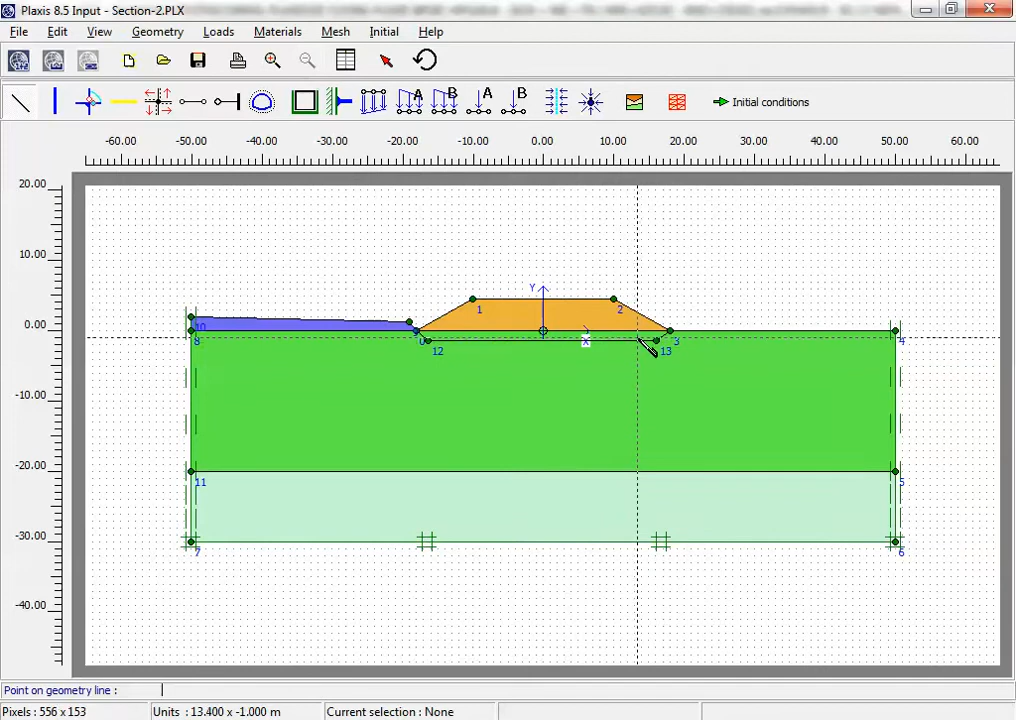 Plaxis 8.5 Input - Section-2.PLX
File Edit View Geometry Loads Materials Mesh Initial Help
A B A B Initial conditions
-60.00 -50.00 -40.00 -30.00 -20.00 -10.00 0.00 10.00 20.00 30.00 40.00 50.00 60.00
20.00
10.00
0.00
-10.00
-20.00
-30.00
-40.00
Y
1 2
10
8 0 x 3 4
12 13
11 5
7 6
Point on geometry line :
Pixels : 556 x 153 Units : 13.400 x -1.000 m Current selection : None